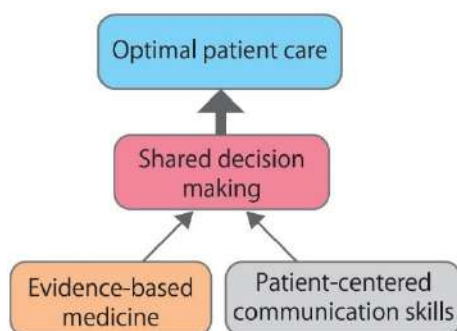 Optimal patient care
Shared decision
making
Evidence-based
medicine
Patient-centered
communication skills